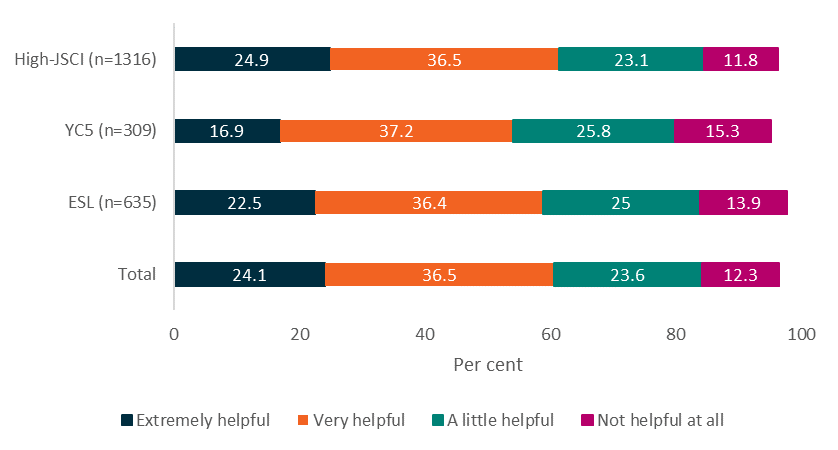 High-JSCI (n=1316) 24.9 36.5 23.1 11.8
YC5 (n=309) 16.9 37.2 25.8 15.3
ESL (n=635) 22.5 36.4 25 13.9
Total 24.1 36.5 23.6 12.3
0 20 40 60 80 100
Per cent
Extremely helpful Very helpful A little helpful Not helpful at all